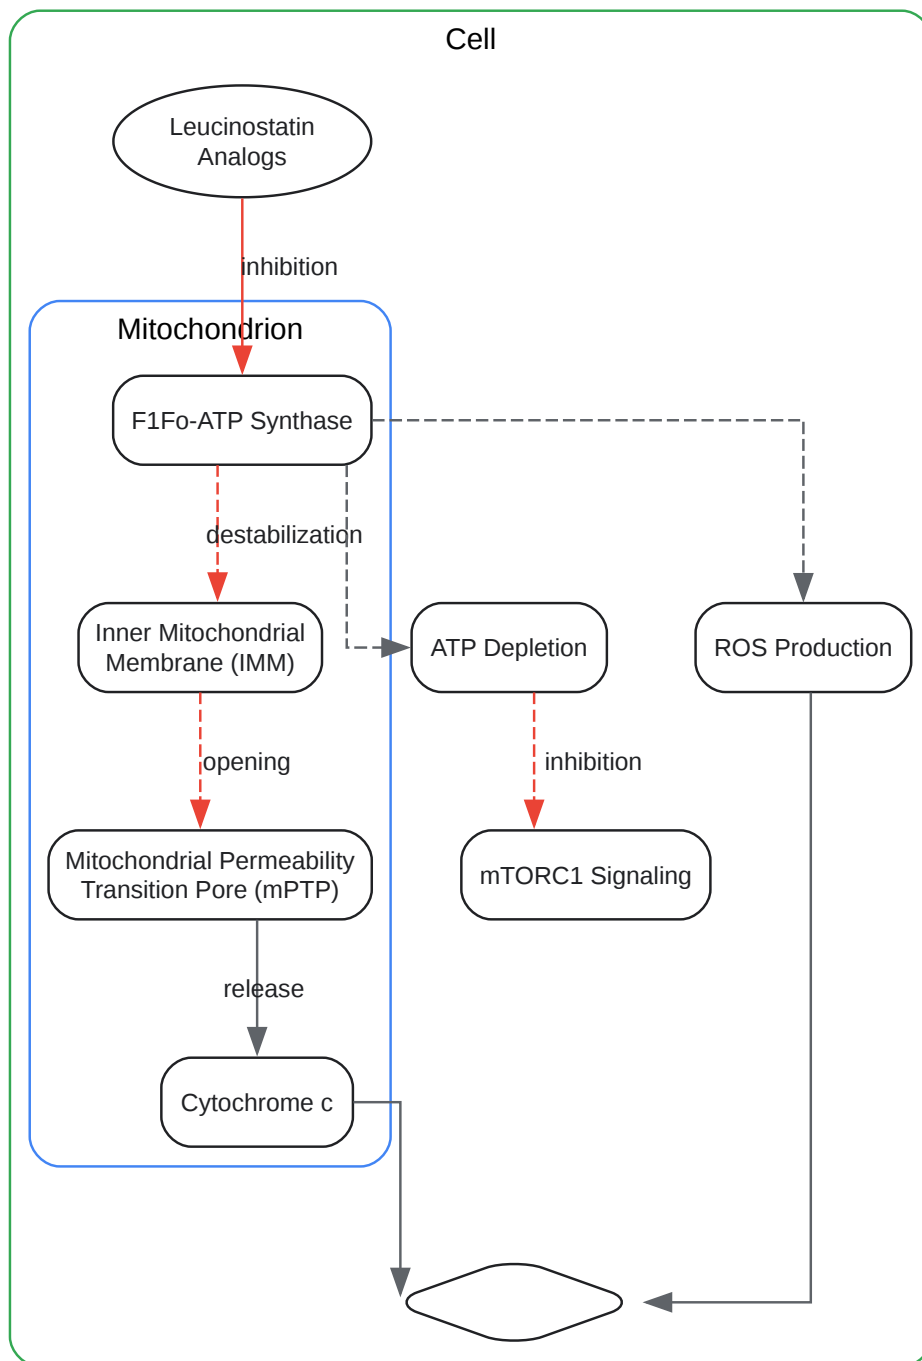 Cell
Leucinostatin
Analogs
inhibition
Mitochondrion
F1Fo-ATP Synthase
destabilization
Inner Mitochondrial
Membrane (IMM)
ATP Depletion
ROS Production
opening
inhibition
Mitochondrial Permeability
Transition Pore (mPTP)
mTORC1 Signaling
release
Cytochrome c